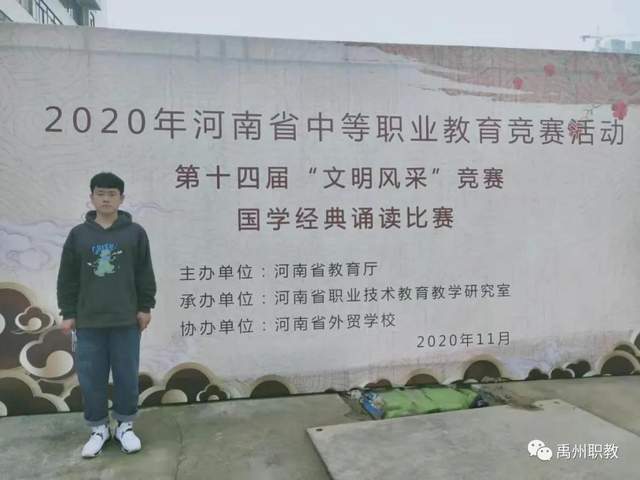 2020年河南省中等职业教育竞赛活动
第十四届“文明风采”竞赛
国学经典诵读比赛
主办单位：河南省教育厅
承办单位：河南省职业技术教育教学研究室
协办单位：河南省外贸学校
2020年11月
禹州职教